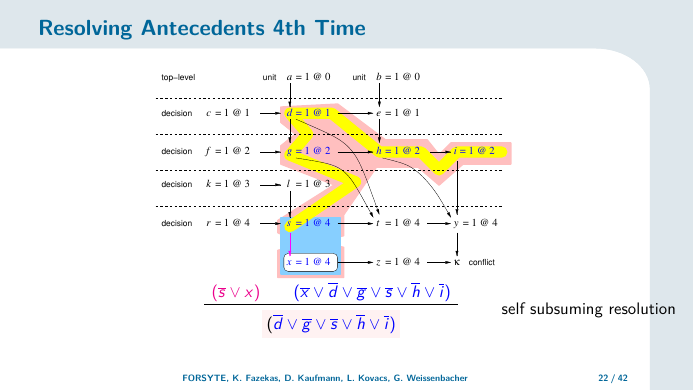 Resolving Antecedents 4th Time
top–level unit a = 1 @ 0 unit b = 1 @ 0
decision c = 1 @ 1 d = 1 @ 1 e = 1 @ 1
decision f = 1 @ 2 g = 1 @ 2 h = 1 @ 2 i = 1 @ 2
decision k = 1 @ 3 l = 1 @ 3
decision r = 1 @ 4 s = 1 @ 4 t = 1 @ 4 y = 1 @ 4
x = 1 @ 4 z = 1 @ 4 κ conflict
(s̅ ∨ x) (x̅ ∨ d̅ ∨ g̅ ∨ s̅ ∨ h̅ ∨ i̅)
self subsuming resolution
(d̅ ∨ g̅ ∨ s̅ ∨ h̅ ∨ i̅)
FORSYTE, K. Fazekas, D. Kaufmann, L. Kovacs, G. Weissenbacher 22 / 42